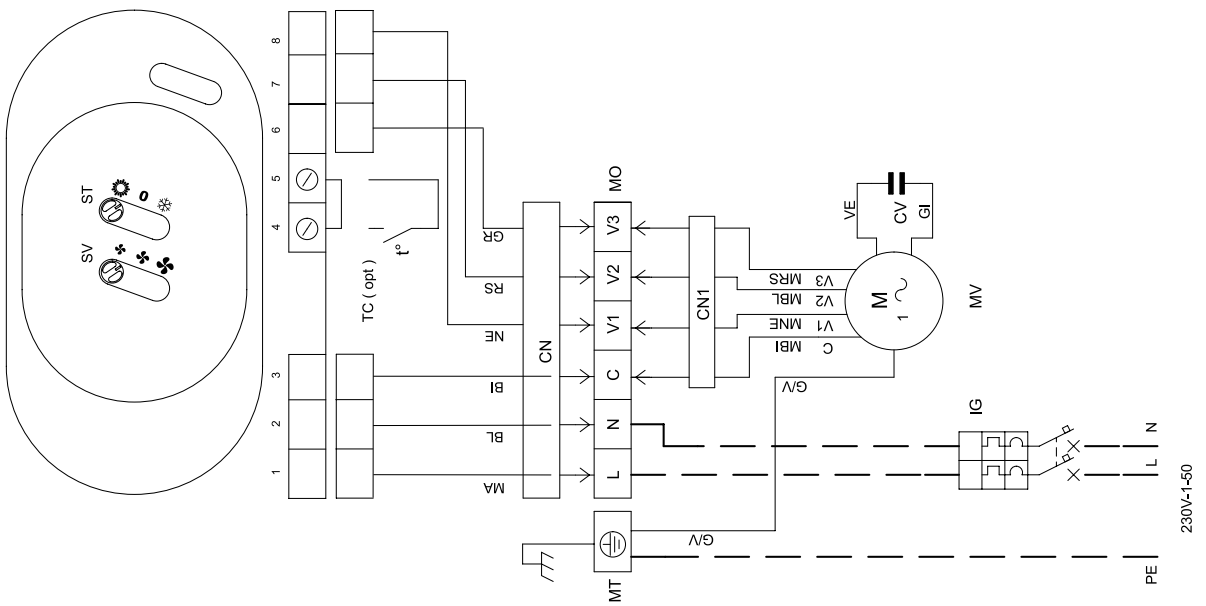 SV ST
0
1 2 3 4 5 6 7 8
TC ( opt )
t°
MA BL BI NE RS GR
CN
MT L N C V1 V2 V3 MO
CN1
G/V
G/V
MBI MNE MBL MRS
C V1 V2 V3
M
1
MV
VE
CV
GI
IG
PE L N
230V-1-50